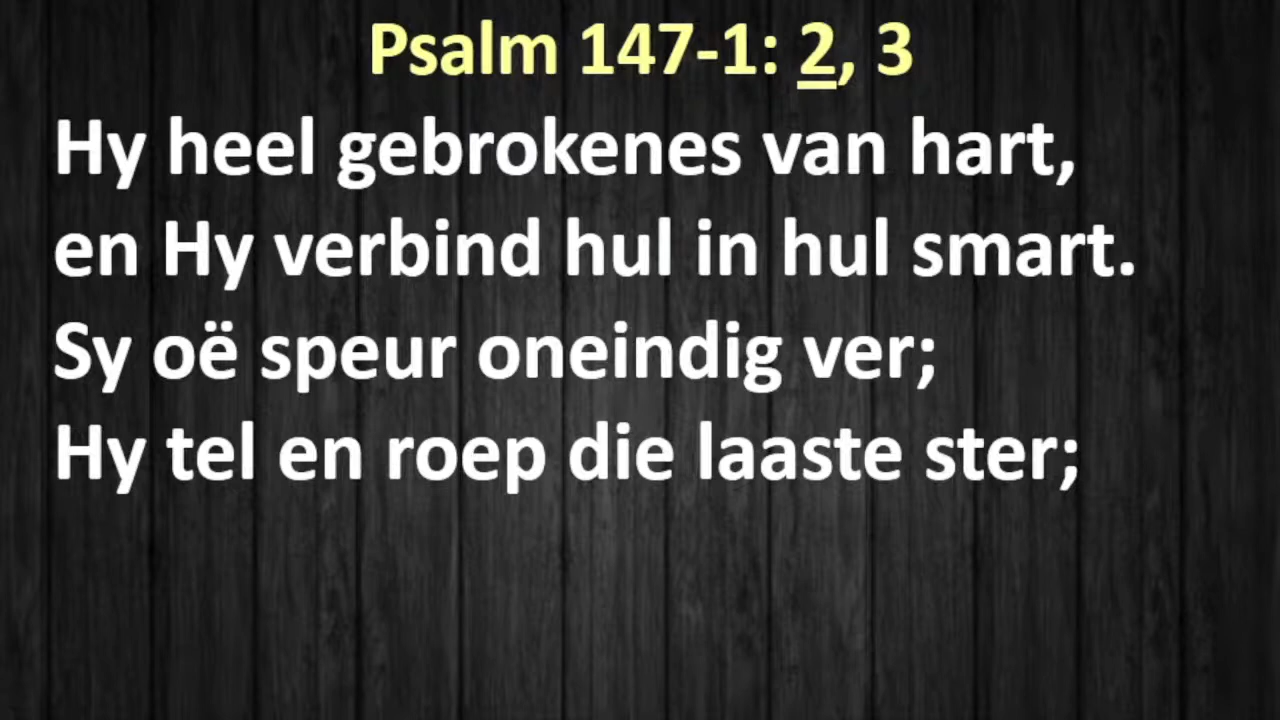 Psalm 147-1: 2, 3
Hy heel gebrokenes van hart,
en Hy verbind hul in hul smart.
Sy oë speur oneindig ver;
Hy tel en roep die laaste ster;